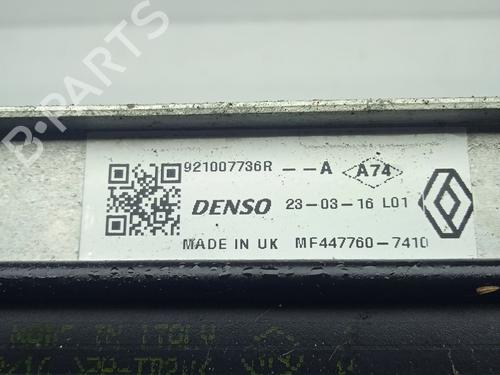 921007736R --A A74
DENSO 23-03-16 L01
MADE IN UK MF447760-7410
B-PARTS